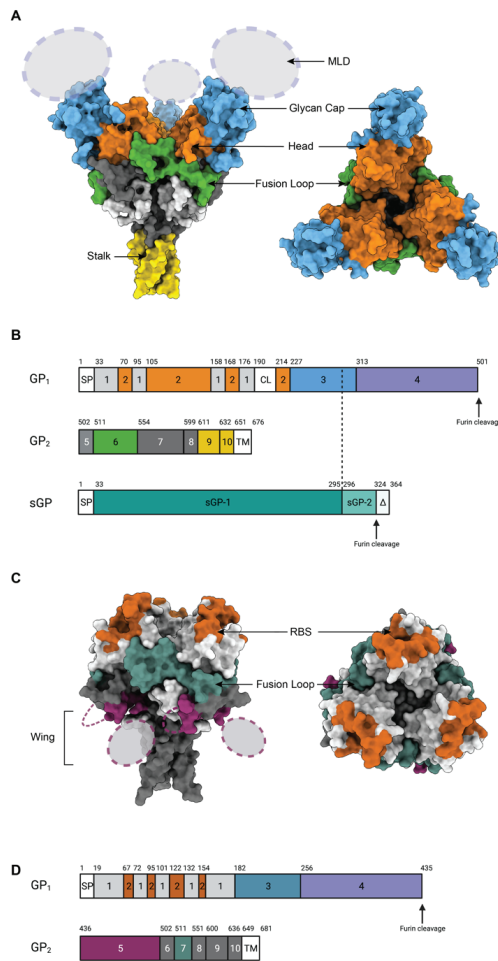 A
MLD
Glycan Cap
Head
Fusion Loop
Stalk
B
1 33 70 95 105 158 168 176 190 214 227 313 501
GP1 SP 1 2 1 2 1 2 1 CL 2 3 4
Furin cleavag
502 511 554 599 611 632 651 676
GP2 5 6 7 8 9 10 TM
1 33 295 296 324 364
sGP SP sGP-1 sGP-2 Δ
Furin cleavage
C
RBS
Fusion Loop
Wing
D
1 19 67 72 95 101 122 132 154 182 256 435
GP1 SP 1 2 1 2 1 2 1 2 1 3 4
Furin cleavage
436 502 511 551 600 636 649 681
GP2 5 6 7 8 9 10 TM